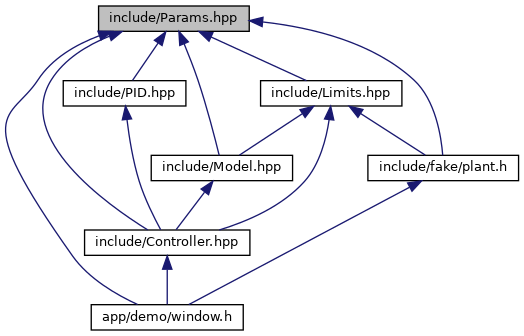 include/Params.hpp
include/PID.hpp
include/Limits.hpp
include/Model.hpp
include/fake/plant.h
include/Controller.hpp
app/demo/window.h